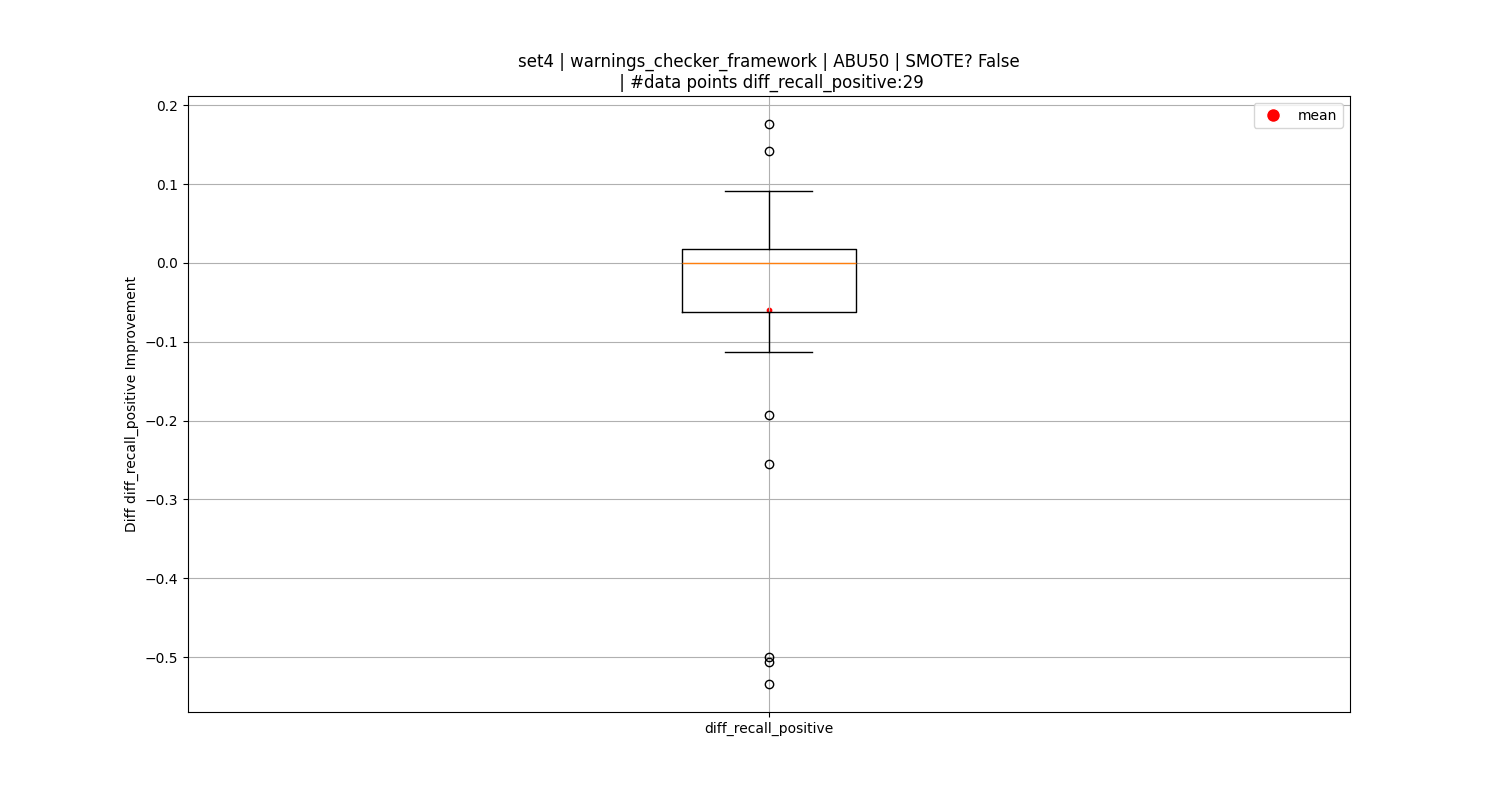 set4 | warnings_checker_framework | ABU50 | SMOTE? False
| #data points diff_recall_positive:29
mean
0.2
0.1
0.0
−0.1
−0.2
−0.3
−0.4
−0.5
Diff diff_recall_positive Improvement
diff_recall_positive